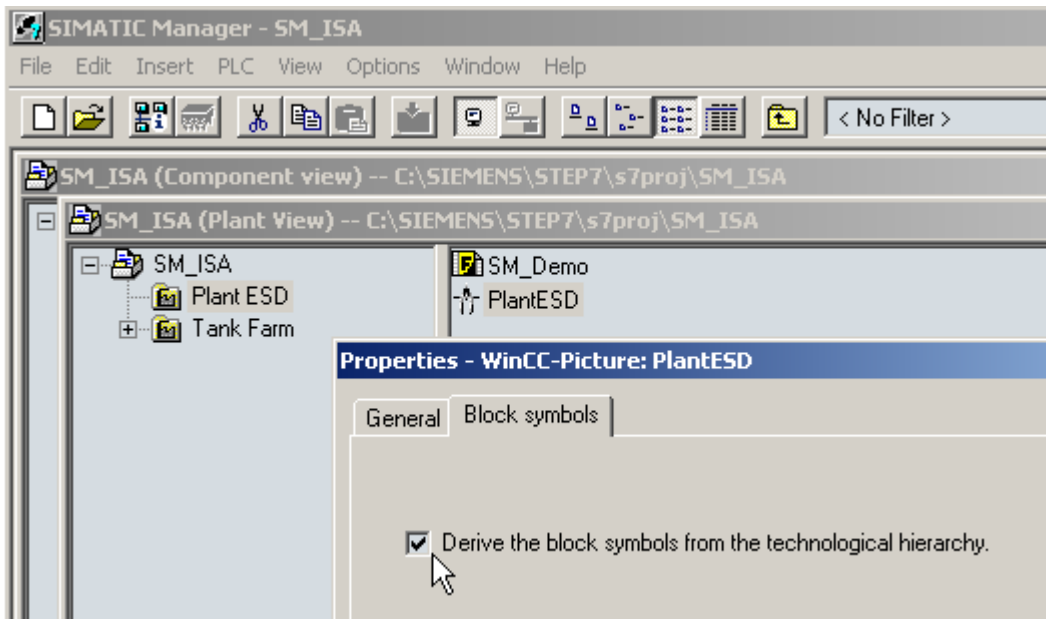 SIMATIC Manager - SM_ISA
File Edit Insert PLC View Options Window Help
< No Filter >
SM_ISA (Component view) -- C:\SIEMENS\STEP7\s7proj\SM_ISA
SM_ISA (Plant View) -- C:\SIEMENS\STEP7\s7proj\SM_ISA
SM_ISA
SM_Demo
Plant ESD
PlantESD
Tank Farm
Properties - WinCC-Picture: PlantESD
General Block symbols
Derive the block symbols from the technological hierarchy.